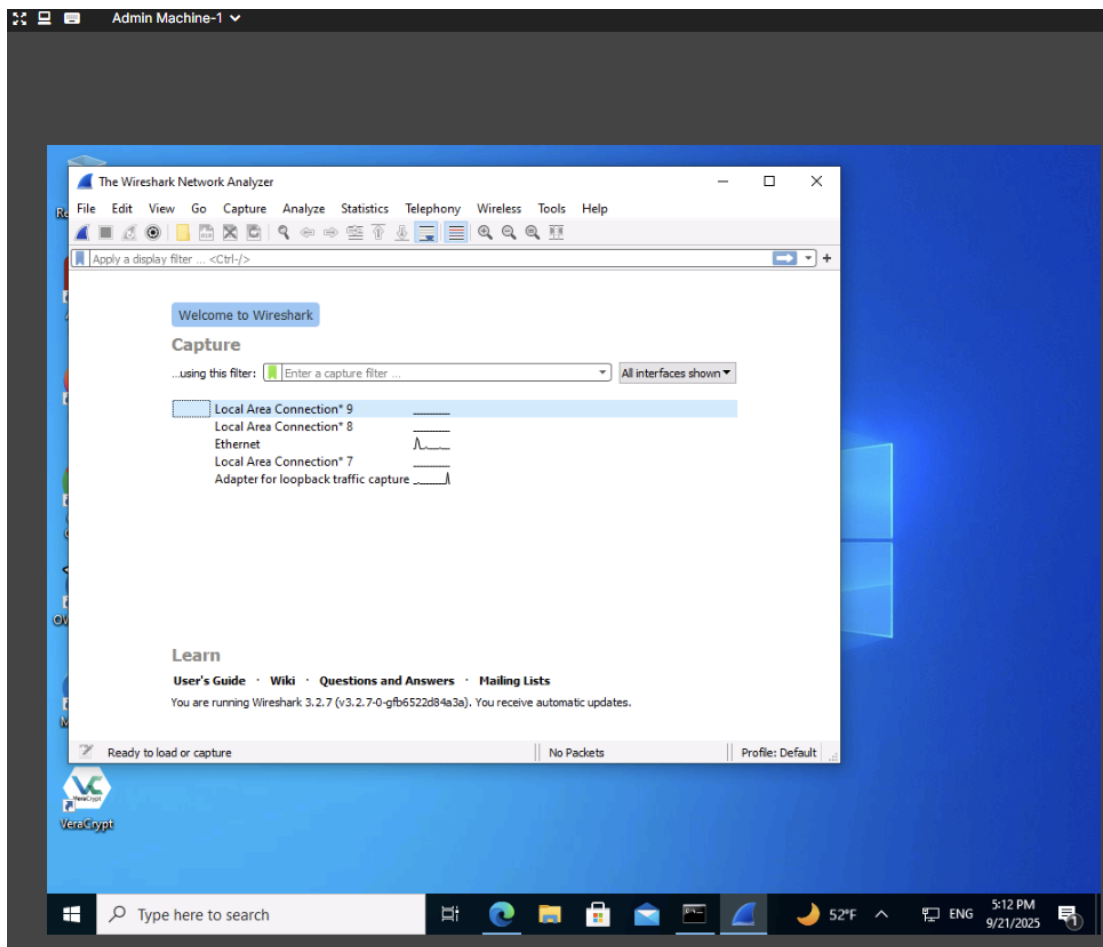 Admin Machine-1
The Wireshark Network Analyzer
File Edit View Go Capture Analyze Statistics Telephony Wireless Tools Help
Apply a display filter ... <Ctrl-/>
Welcome to Wireshark
Capture
...using this filter: Enter a capture filter ... All interfaces shown
Local Area Connection* 9
Local Area Connection* 8
Ethernet
Local Area Connection* 7
Adapter for loopback traffic capture
Learn
User's Guide · Wiki · Questions and Answers · Mailing Lists
You are running Wireshark 3.2.7 (v3.2.7-0-gfb6522d84a3a). You receive automatic updates.
Ready to load or capture No Packets Profile: Default
VeraCrypt
VeraCrypt
Type here to search 52°F ENG 5:12 PM
9/21/2025
1